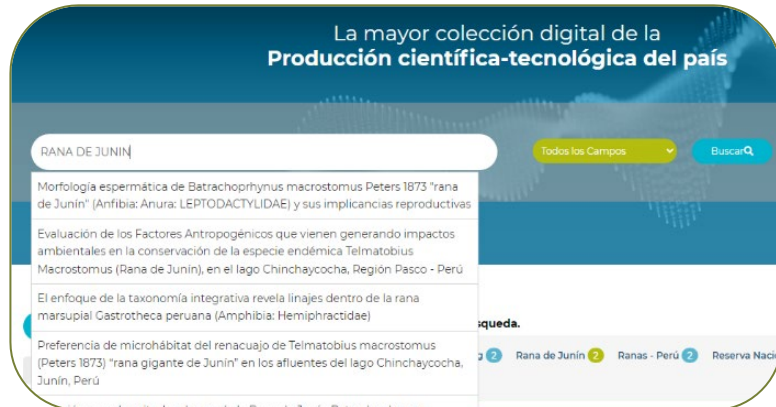 La mayor colección digital de la
Producción científica-tecnológica del país
RANA DE JUNIN
Todos los Campos
Buscar
Morfología espermática de Batrachoprhynus macrostomus Peters 1873 "rana
de Junín" (Anfibia: Anura: LEPTODACTYLIDAE) y sus implicancias reproductivas
Evaluación de los Factores Antropogénicos que vienen generando impactos
ambientales en la conservación de la especie endémica Telmatobius
Macrostomus (Rana de Junín), en el lago Chinchaycocha, Región Pasco - Perú
El enfoque de la taxonomía integrativa revela linajes dentro de la rana
marsupial Gastrotheca peruana (Amphibia: Hemiphractidae)
squeda.
Preferencia de microhábitat del renacuajo de Telmatobius macrostomus
(Peters 1873) "rana gigante de Junín" en los afluentes del lago Chinchaycocha,
Junín, Perú
g 2 Rana de Junín 2 Ranas - Perú 2 Reserva Naci